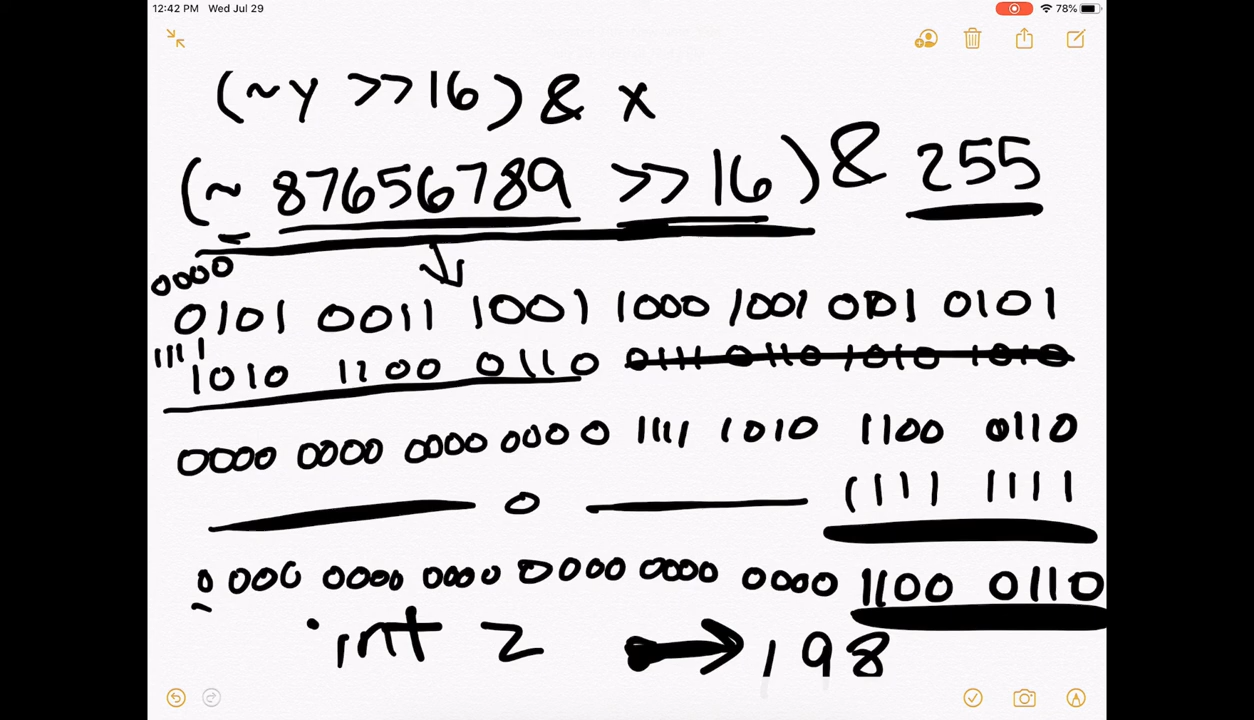 12:42 PM Wed Jul 29 78%
(~y >>16) & x
(~ 87656789 >> 16) & 255
0000
0101 0011 1001 1000 1001 0101 0101
1111
1010 1100 0110 0111 0110 1010 1010
0000 0000 0000 0000 1111 1010 1100 0110
1111 1111
0
0000 0000 0000 00000 0000 0000 1100 0110
int z → 198